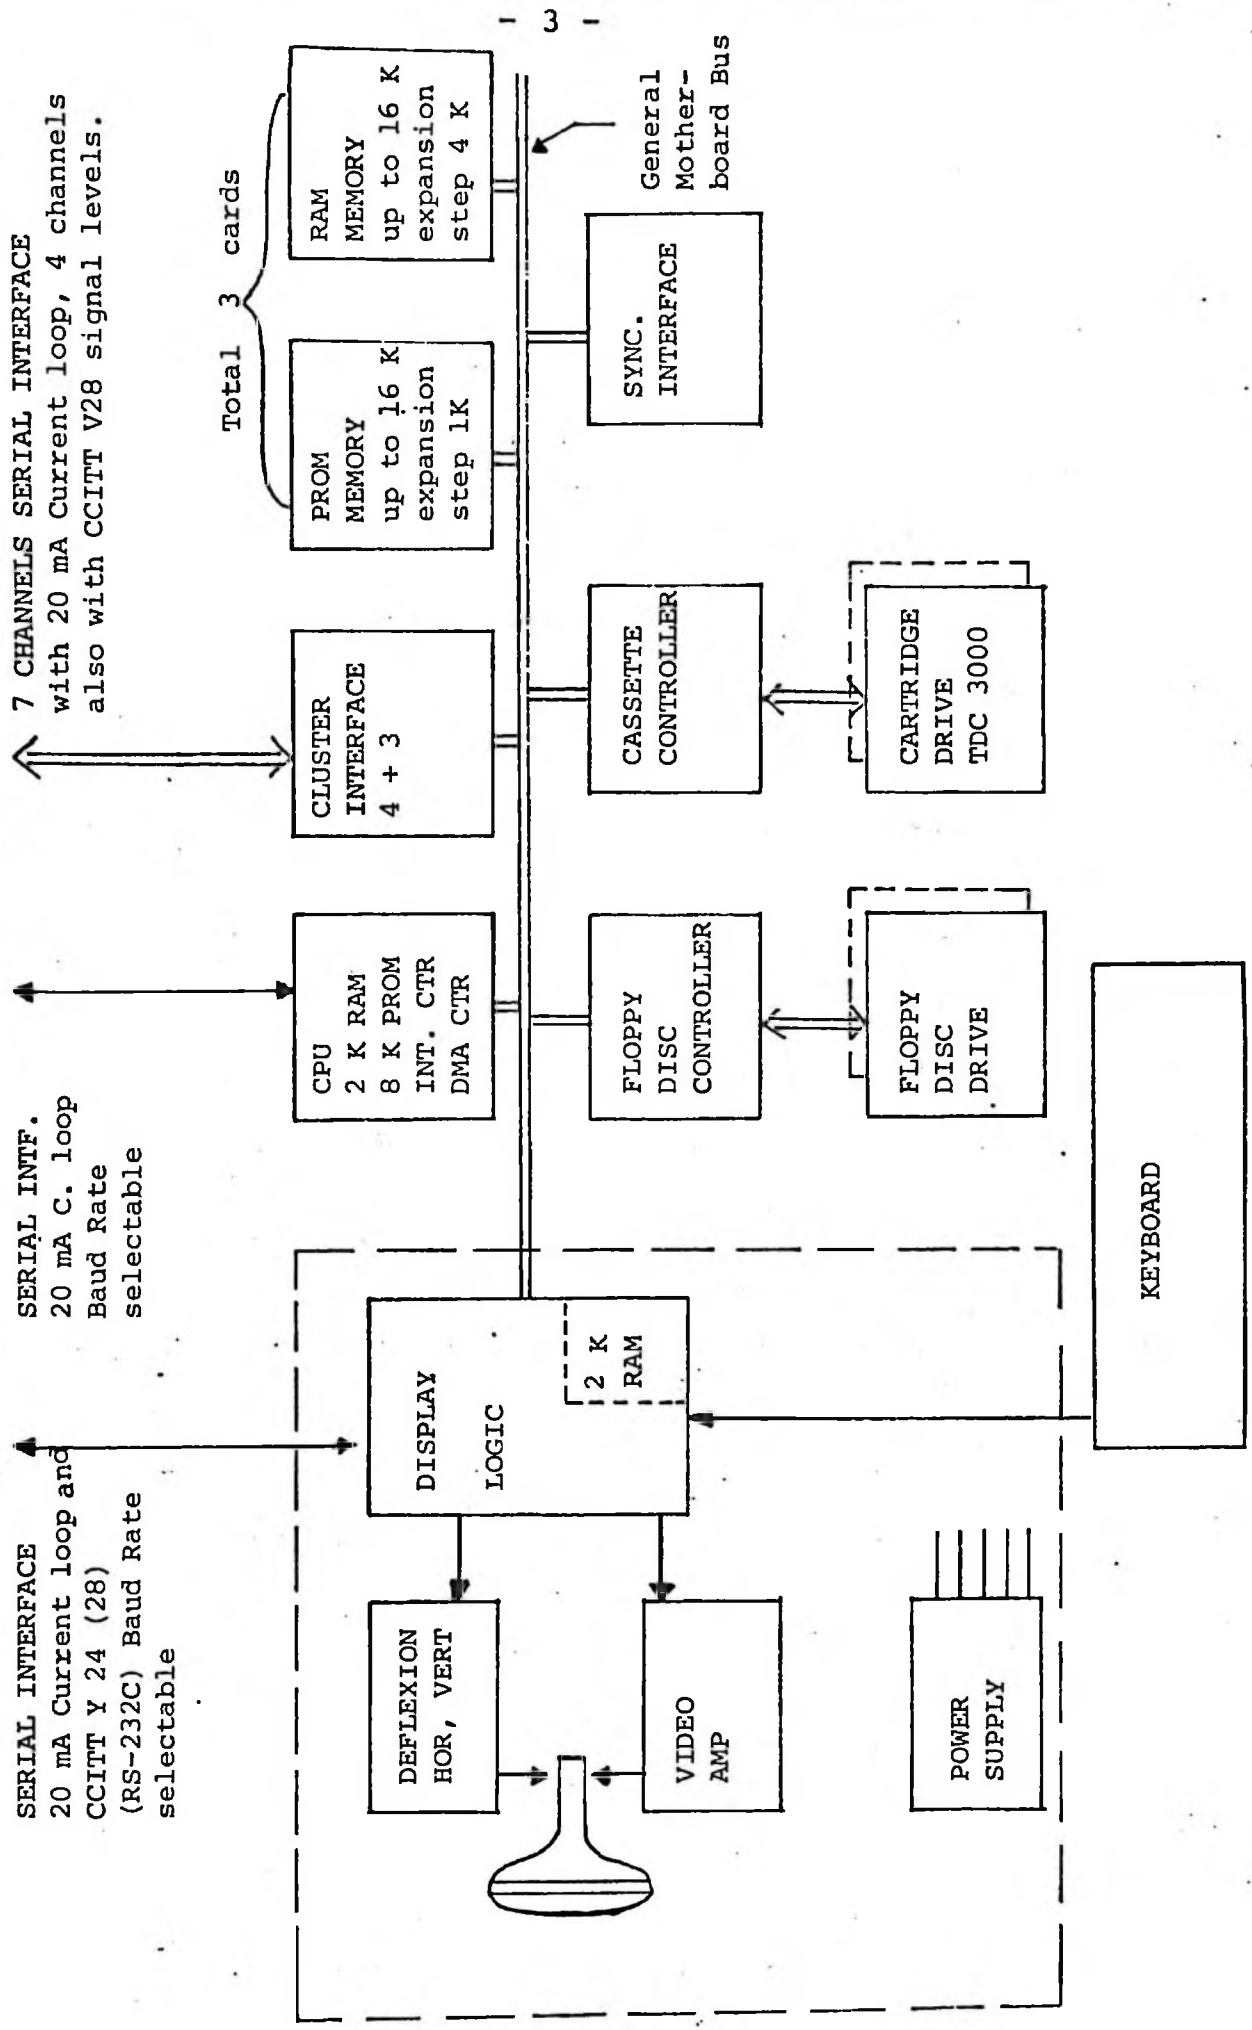 - 3 -
SERIAL INTERFACE
20 mA Current loop and
CCITT Y 24 (28)
(RS-232C) Baud Rate
selectable
SERIAL INTF.
20 mA C. loop
Baud Rate
selectable
7 CHANNELS SERIAL INTERFACE
with 20 mA Current loop, 4 channels
also with CCITT V28 signal levels.
Total 3 cards
CPU
2 K RAM
8 K PROM
INT. CTR
DMA CTR
CLUSTER
INTERFACE
4 + 3
PROM
MEMORY
up to 16 K
expansion
step 1K
RAM
MEMORY
up to 16 K
expansion
step 4 K
General
Mother-
board Bus
DEFLEXION
HOR, VERT
DISPLAY
LOGIC
2 K
RAM
VIDEO
AMP
FLOPPY
DISC
CONTROLLER
CASSETTE
CONTROLLER
SYNC.
INTERFACE
POWER
SUPPLY
FLOPPY
DISC
DRIVE
CARTRIDGE
DRIVE
TDC 3000
KEYBOARD